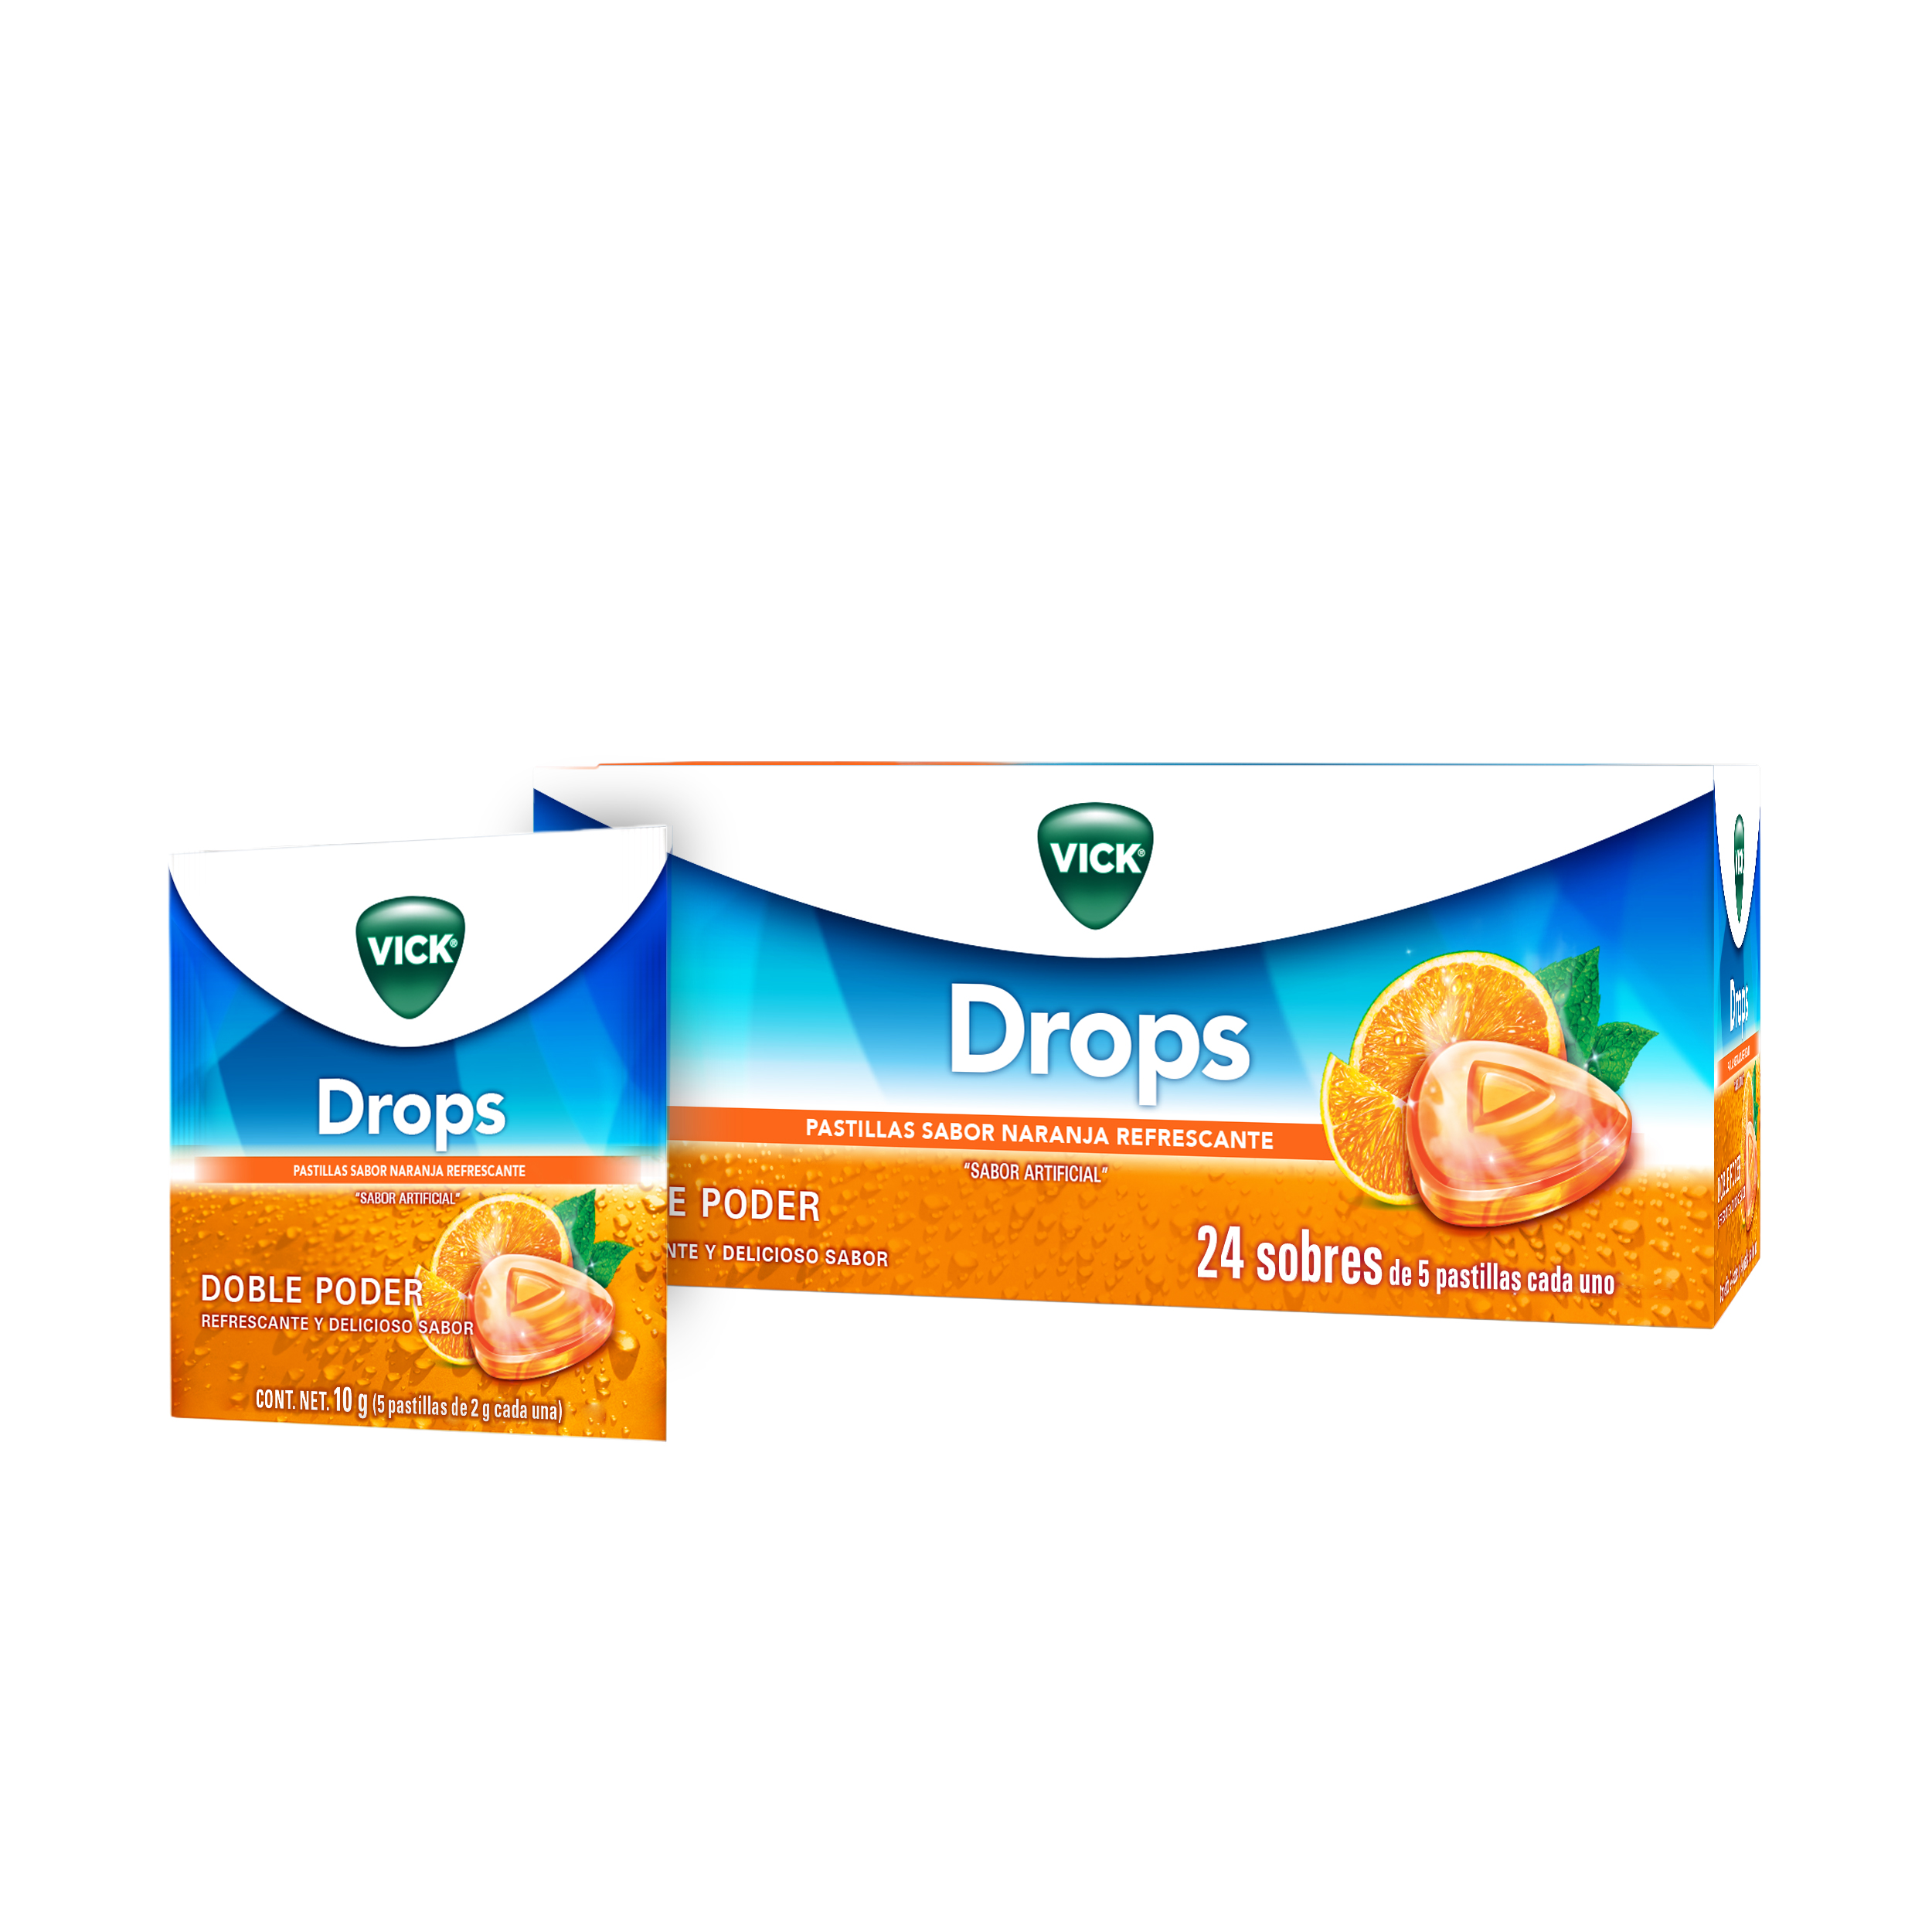 VICK®
Drops
PASTILLAS SABOR NARANJA REFRESCANTE
"SABOR ARTIFICIAL"
DOBLE PODER
REFRESCANTE Y DELICIOSO SABOR
CONT. NET. 10 g (5 pastillas de 2 g cada una)
VICK®
Drops
PASTILLAS SABOR NARANJA REFRESCANTE
"SABOR ARTIFICIAL"
E PODER
NTE Y DELICIOSO SABOR
24 sobres de 5 pastillas cada uno
VICK
Drops